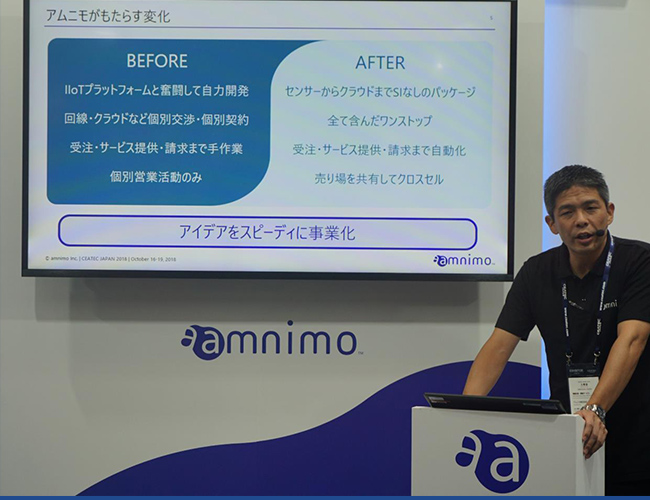 アムニモがもたらす変化
5
BEFORE
AFTER
IIoTプラットフォームと奮闘して自力開発
センサーからクラウドまでSIなしのパッケージ
回線・クラウドなど個別交渉・個別契約
全て含んだワンストップ
受注・サービス提供・請求まで手作業
受注・サービス提供・請求まで自動化
個別営業活動のみ
売り場を共有してクロスセル
アイデアをスピーディに事業化
© amnimo Inc. | CEATEC JAPAN 2018 | October 16-19, 2018
amnimo
amnimo
amni
a